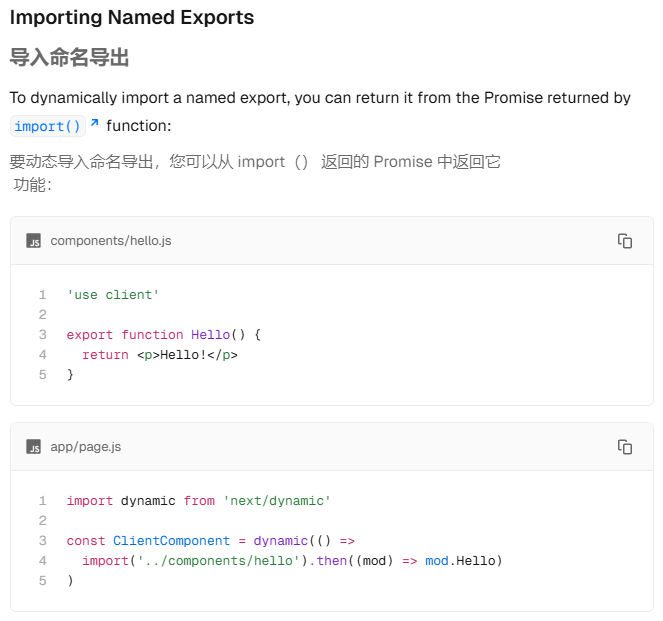 Importing Named Exports
导入命名导出
To dynamically import a named export, you can return it from the Promise returned by
import() function:
要动态导入命名导出，您可以从 import（） 返回的 Promise 中返回它
功能：
JS components/hello.js
1 'use client'
2
3 export function Hello() {
4   return <p>Hello!</p>
5 }
JS app/page.js
1 import dynamic from 'next/dynamic'
2
3 const ClientComponent = dynamic(() =>
4   import('../components/hello').then((mod) => mod.Hello)
5 )